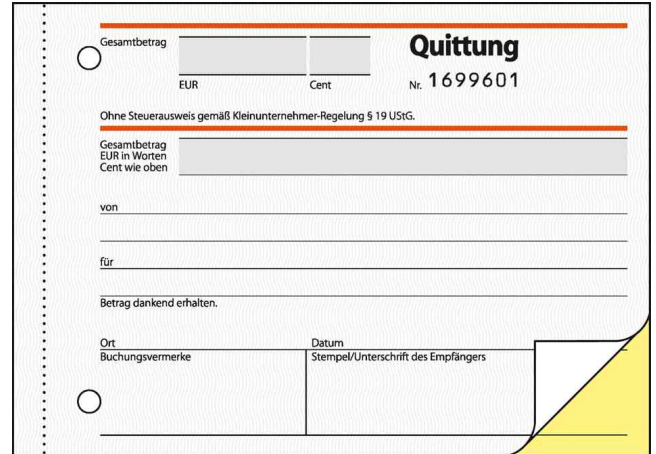 Gesamtbetrag
Quittung
EUR Cent Nr. 1699601
Ohne Steuerausweis gemäß Kleinunternehmer-Regelung § 19 UStG.
Gesamtbetrag
EUR in Worten
Cent wie oben
von
für
Betrag dankend erhalten.
Ort Datum
Buchungsvermerke Stempel/Unterschrift des Empfängers